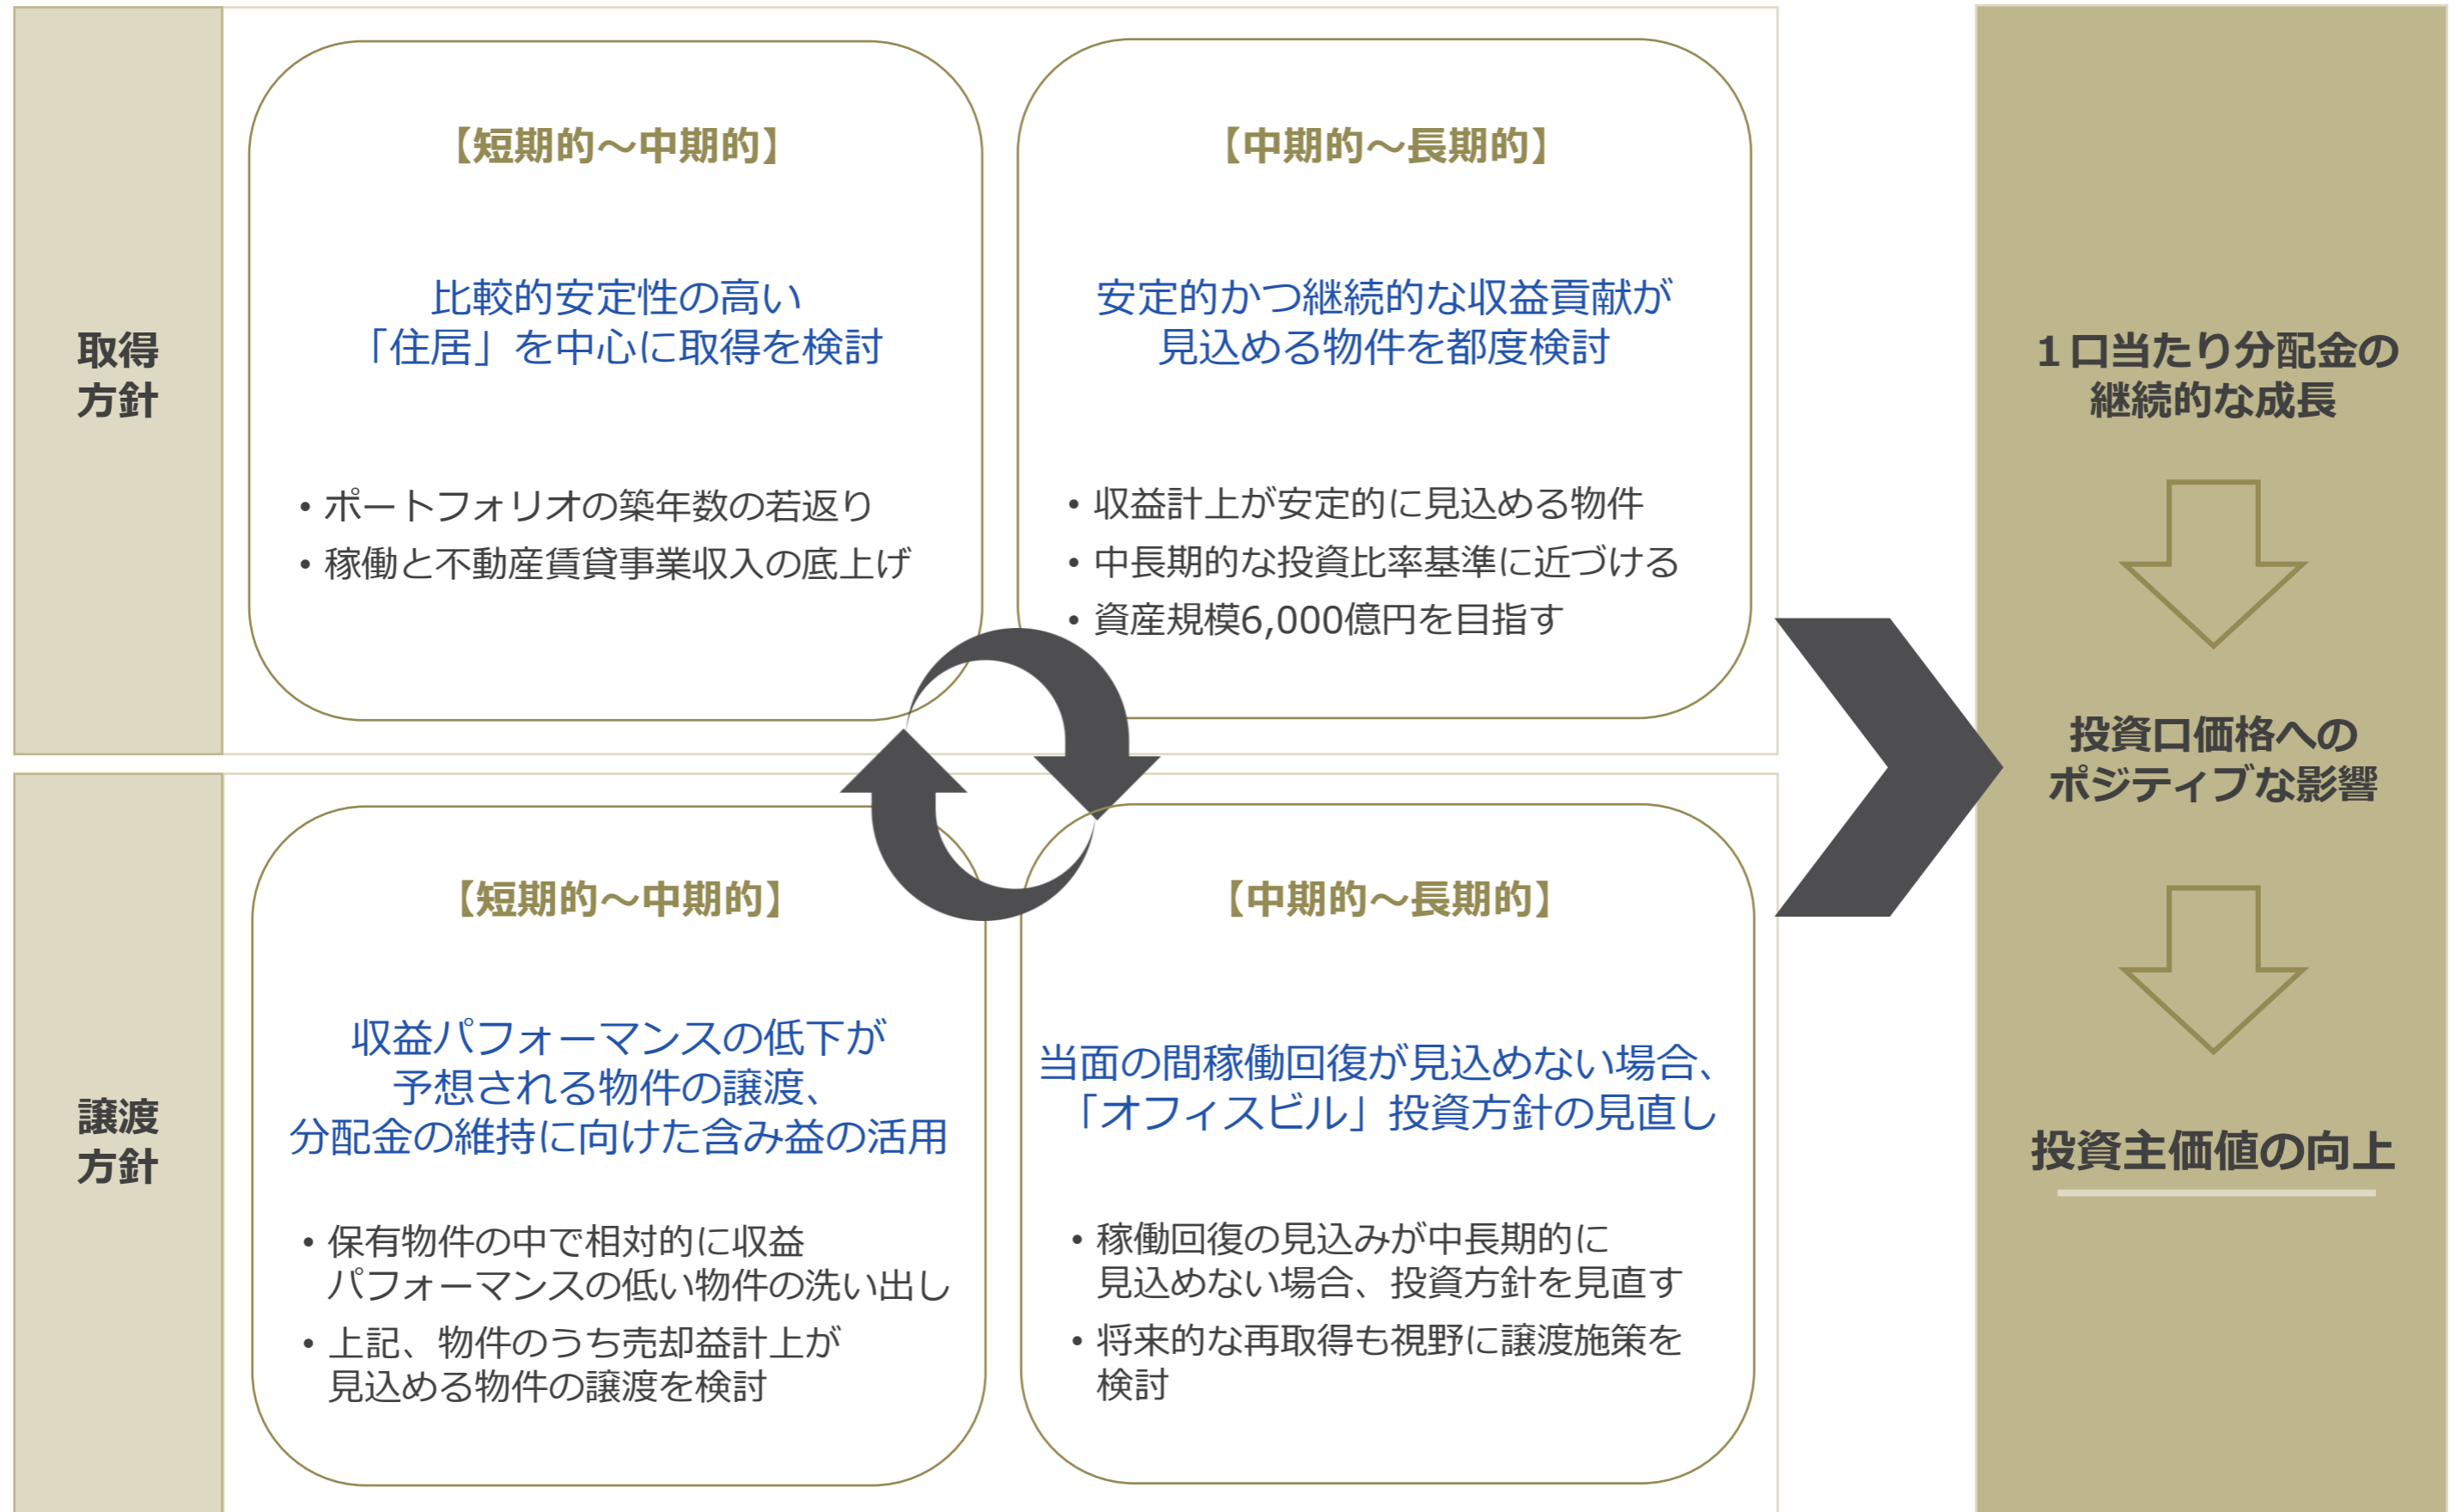 取得
方針
【短期的～中期的】
比較的安定性の高い
「住居」を中心に取得を検討
・ポートフォリオの築年数の若返り
・稼働と不動産賃貸事業収入の底上げ
【中期的～長期的】
安定的かつ継続的な収益貢献が
見込める物件を都度検討
・収益計上が安定的に見込める物件
・中長期的な投資比率基準に近づける
・資産規模6,000億円を目指す
譲渡
方針
【短期的～中期的】
収益パフォーマンスの低下が
予想される物件の譲渡、
分配金の維持に向けた含み益の活用
・保有物件の中で相対的に収益
パフォーマンスの低い物件の洗い出し
・上記、物件のうち売却益計上が
見込める物件の譲渡を検討
【中期的～長期的】
当面の間稼働回復が見込めない場合、
「オフィスビル」投資方針の見直し
・稼働回復の見込みが中長期的に
見込めない場合、投資方針を見直す
・将来的な再取得も視野に譲渡施策を
検討
１口当たり分配金の
継続的な成長
投資口価格への
ポジティブな影響
投資主価値の向上